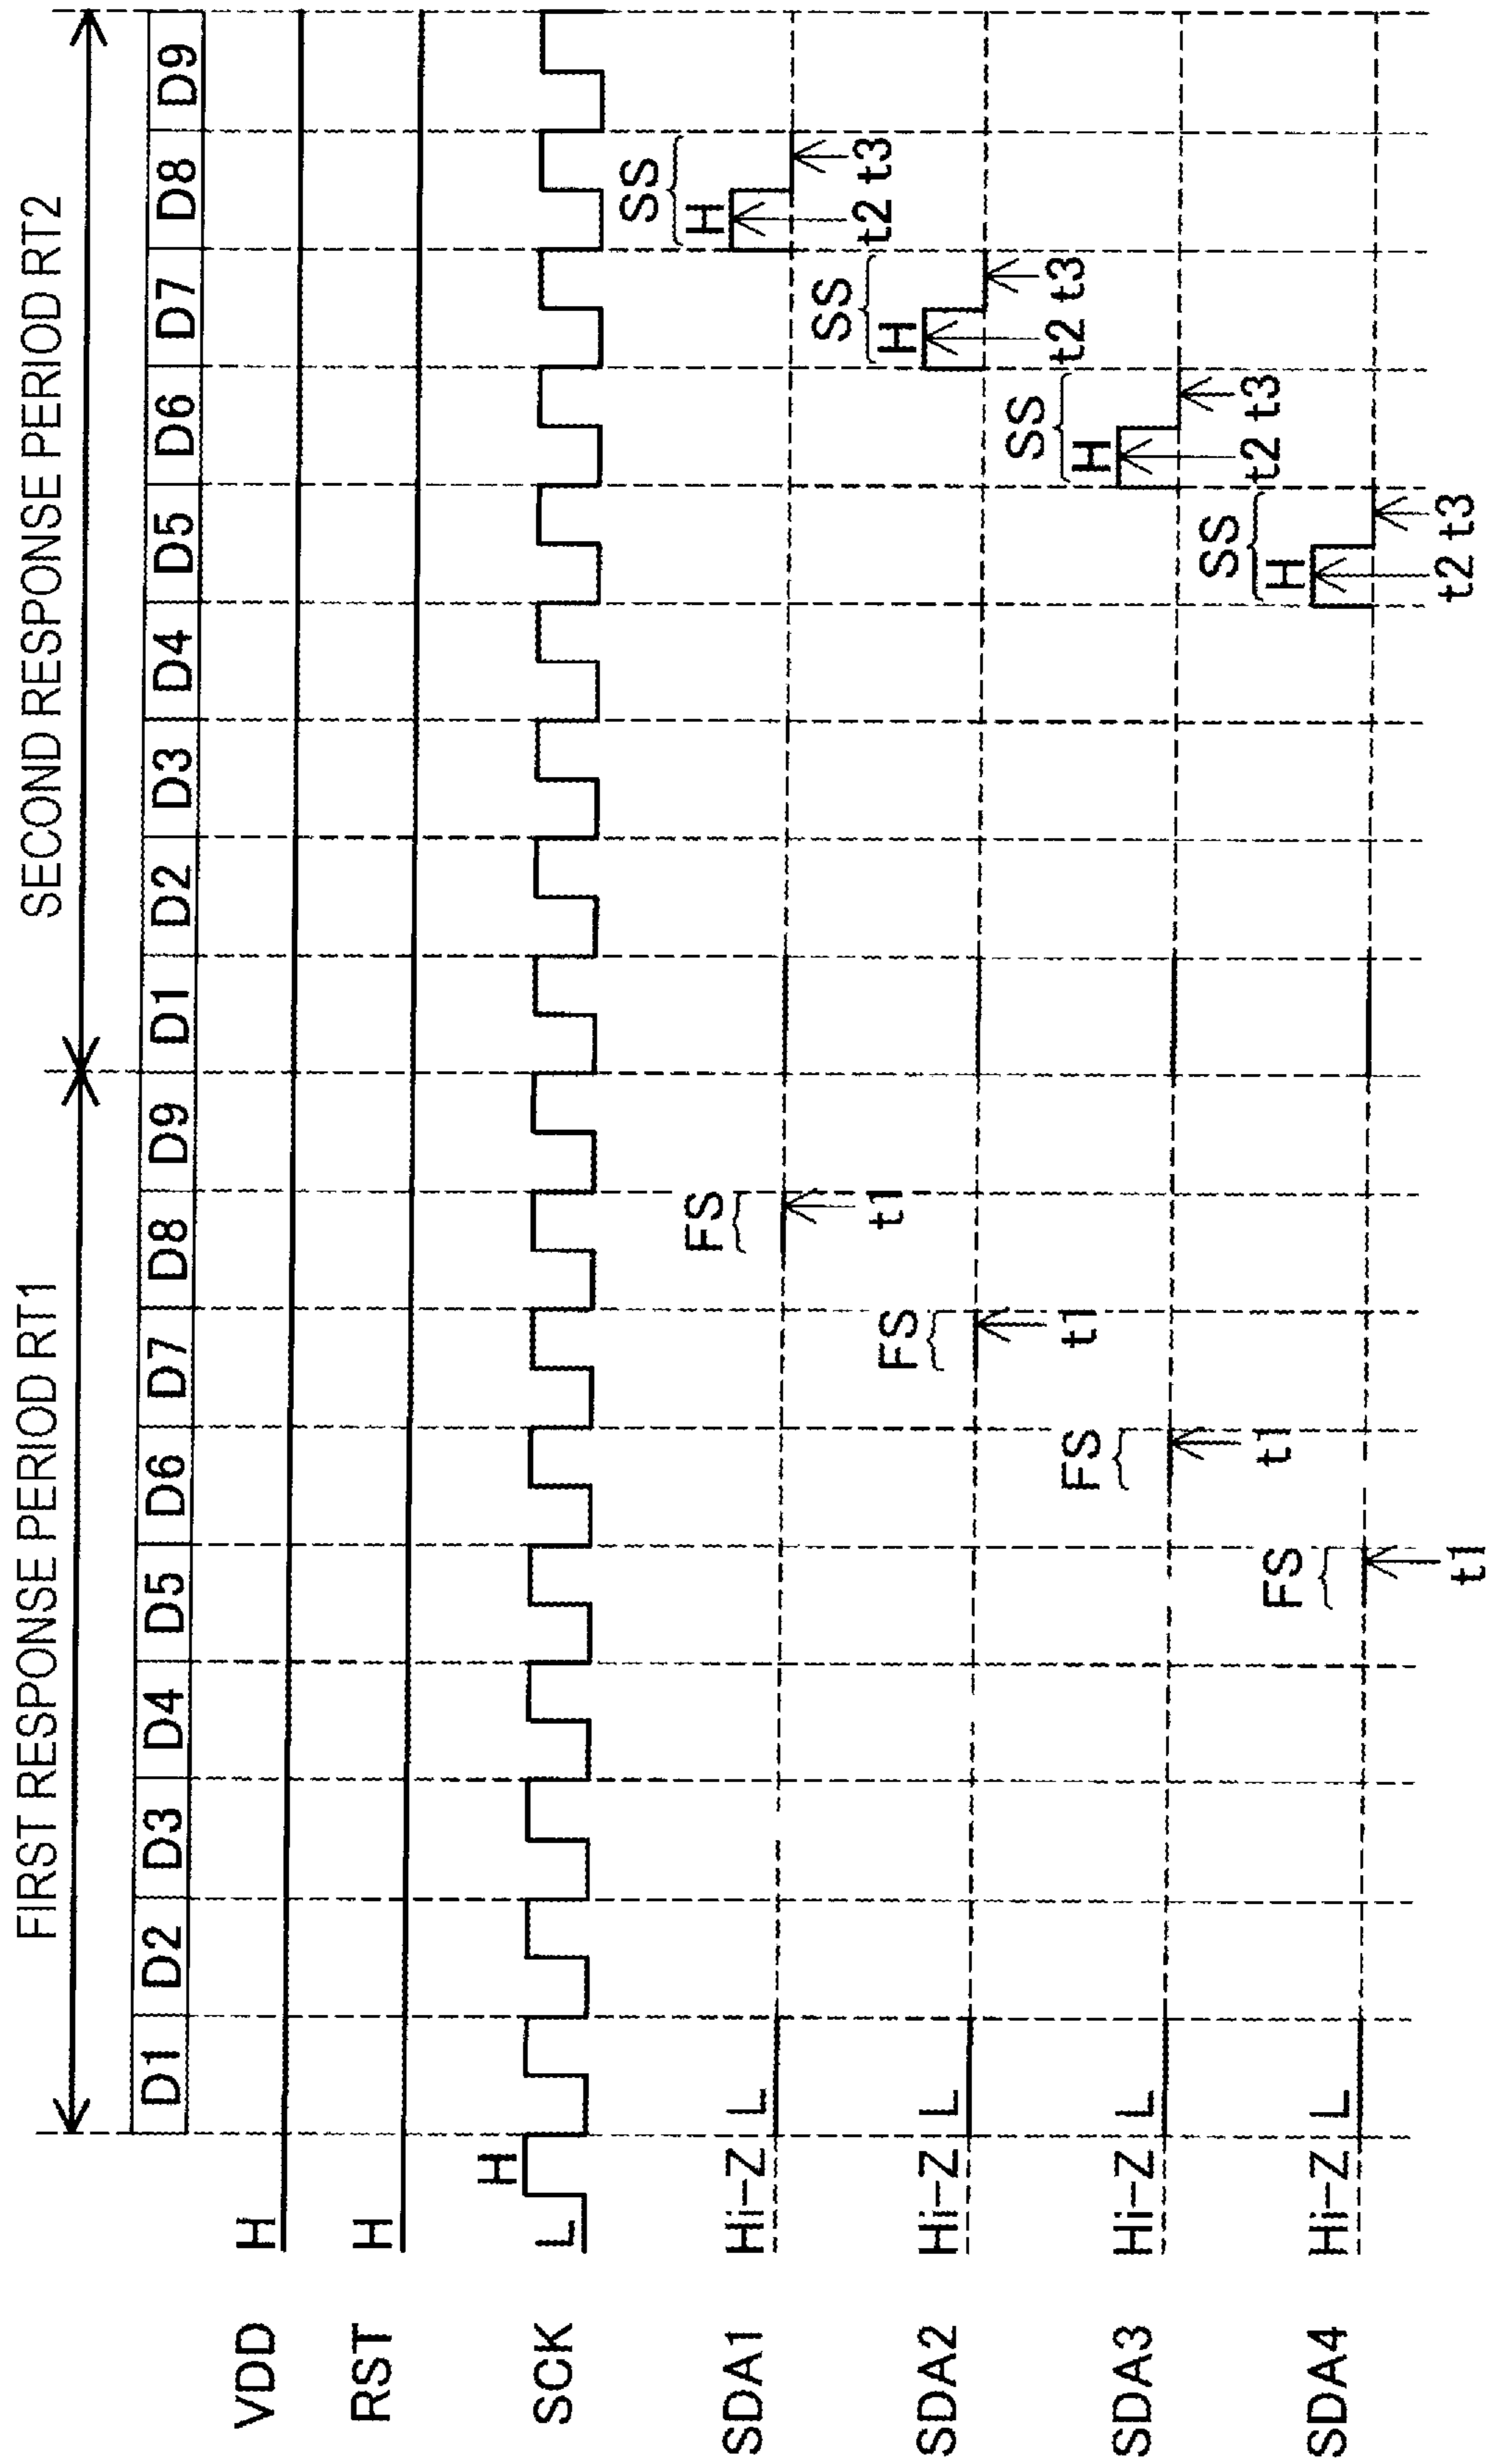 FIRST RESPONSE PERIOD RT1 SECOND RESPONSE PERIOD RT2
D1 D2 D3 D4 D5 D6 D7 D8 D9 D1 D2 D3 D4 D5 D6 D7 D8 D9
VDD H
RST H
SCK L H
SDA1 Hi-Z L FS t1 SS H t2 t3
SDA2 Hi-Z L FS t1 SS H t2 t3
SDA3 Hi-Z L FS t1 SS H t2 t3
SDA4 Hi-Z L FS t1 SS H t2 t3